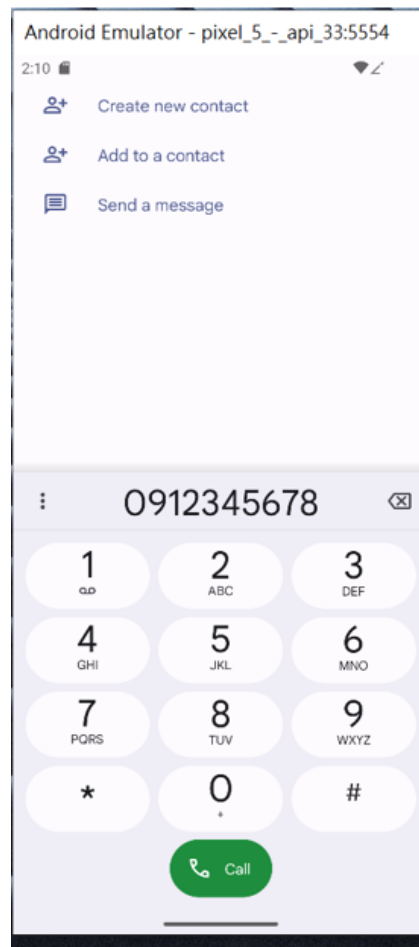 Android Emulator - pixel_5_-_api_33:5554
2:10
Create new contact
Add to a contact
Send a message
0912345678
1 2 3
ABC DEF
4 5 6
GHI JKL MNO
7 8 9
PQRS TUV WXYZ
* 0 #
+
Call